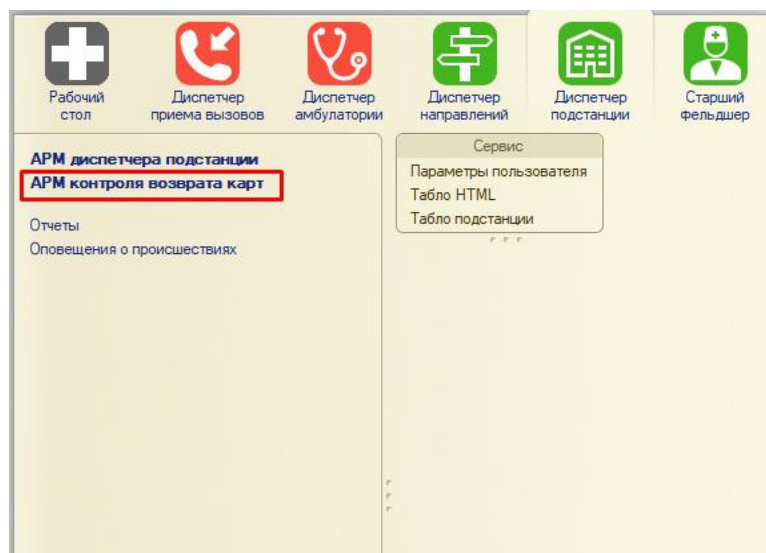 Рабочий
стол
Диспетчер
приема вызовов
Диспетчер
амбулатории
Диспетчер
направлений
Диспетчер
подстанции
Старший
фельдшер
АРМ диспетчера подстанции
АРМ контроля возврата карт
Отчеты
Оповещения о происшествиях
Сервис
Параметры пользователя
Табло HTML
Табло подстанции